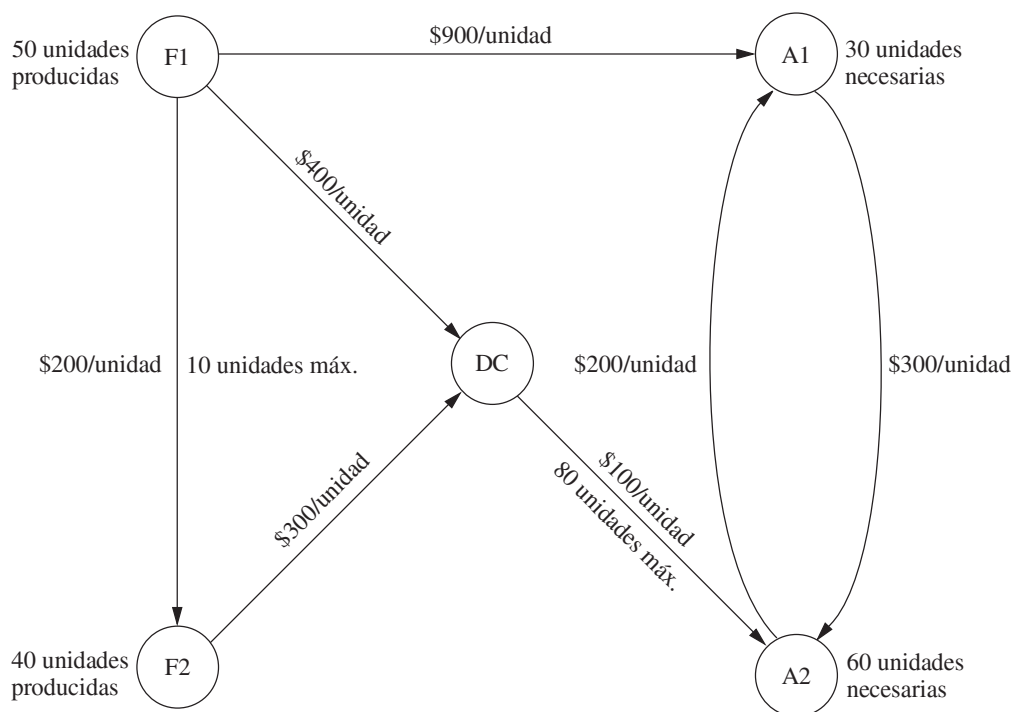 $900/unidad
50 unidades
producidas
F1
A1
30 unidades
necesarias
$400/unidad
$200/unidad
10 unidades máx.
DC
$200/unidad
$300/unidad
$300/unidad
$100/unidad
80 unidades máx.
40 unidades
producidas
F2
A2
60 unidades
necesarias